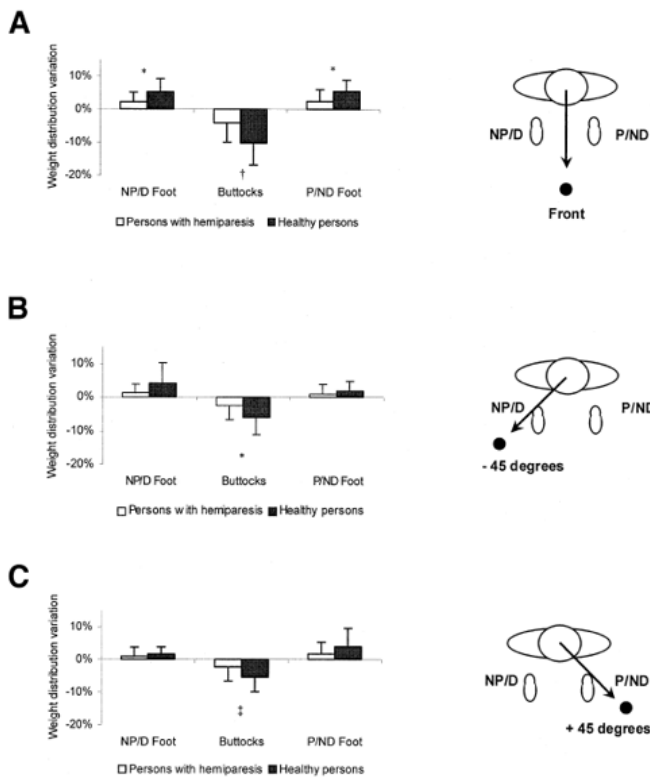 A
Weight distribution variation
10%
0%
-10%
-20%
*
†
*
NP/D Foot Buttocks P/ND Foot
Persons with hemiparesis Healthy persons
NP/D P/ND
Front
B
Weight distribution variation
10%
0%
-10%
-20%
*
NP/D Foot Buttocks P/ND Foot
Persons with hemiparesis Healthy persons
NP/D P/ND
- 45 degrees
C
Weight distribution variation
10%
0%
-10%
-20%
‡
NP/D Foot Buttocks P/ND Foot
Persons with hemiparesis Healthy persons
NP/D P/ND
+ 45 degrees